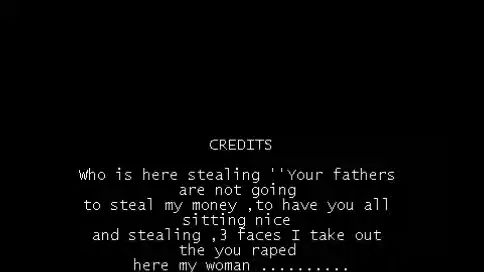 CREDITS
Who is here stealing ''Your fathers
are not going
to steal my money ,to have you all
sitting nice
and stealing ,3 faces I take out
the you raped
here my woman ..........